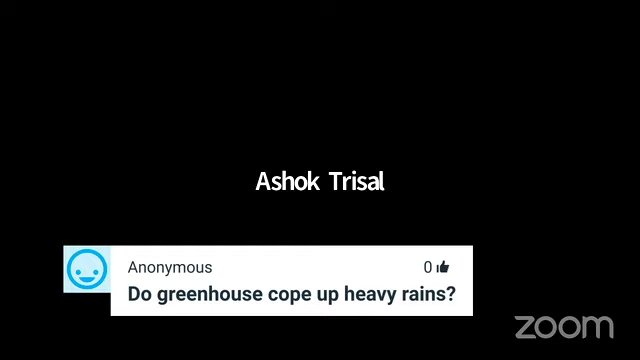 Ashok Trisal
Anonymous 0
Do greenhouse cope up heavy rains?
zoom